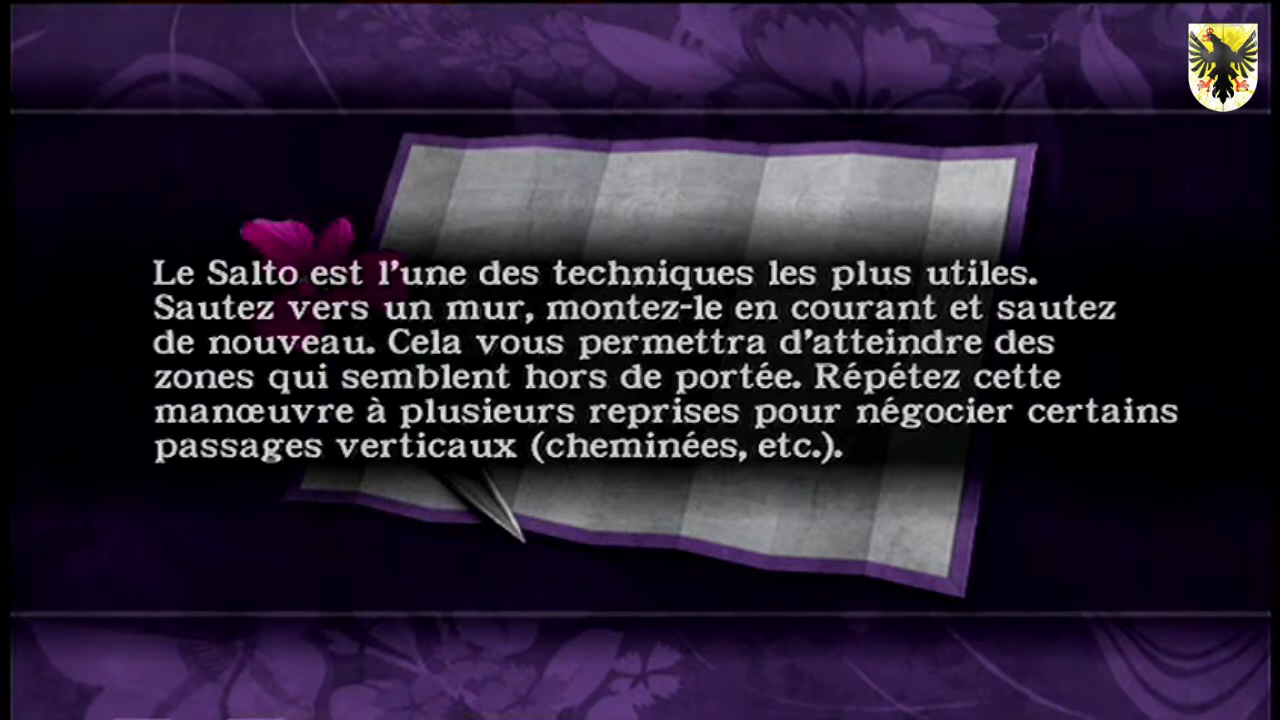 Le Salto est l'une des techniques les plus utiles.
Sautez vers un mur, montez-le en courant et sautez
de nouveau. Cela vous permettra d'atteindre des
zones qui semblent hors de portée. Répétez cette
manœuvre à plusieurs reprises pour négocier certains
passages verticaux (cheminées, etc.).